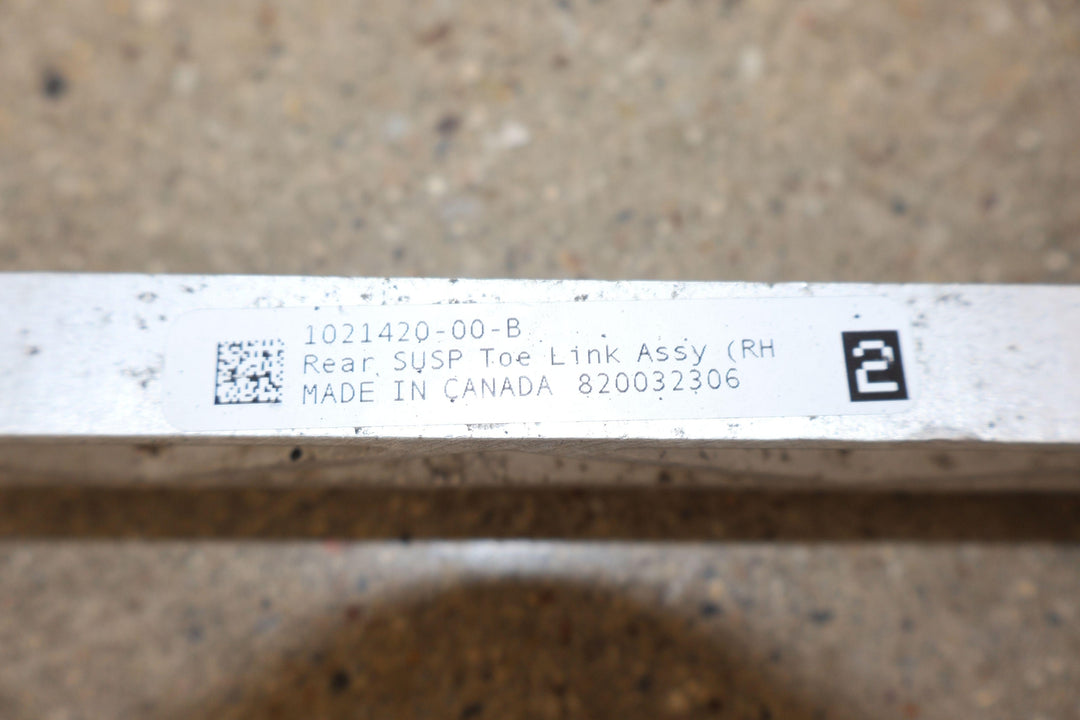 1021420-00-B
Rear SUSP Toe Link Assy (RH
MADE IN CANADA 820032306
2